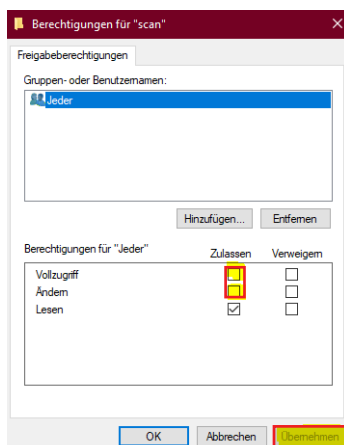 Berechtigungen für "scan"
Freigabeberechtigungen
Gruppen- oder Benutzernamen:
Jeder
Hinzufügen... Entfernen
Berechtigungen für "Jeder" Zulassen Verweigern
Vollzugriff
Ändern
Lesen
OK Abbrechen Übernehmen